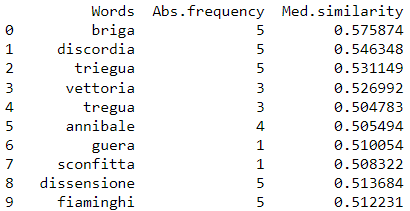 Words Abs.frequency Med.similarity
0 briga 5 0.575874
1 discordia 5 0.546348
2 triegua 5 0.531149
3 vettoria 3 0.526992
4 tregua 3 0.504783
5 annibale 4 0.505494
6 guera 1 0.510054
7 sconfitta 1 0.508322
8 dissensione 5 0.513684
9 fiaminghi 5 0.512231